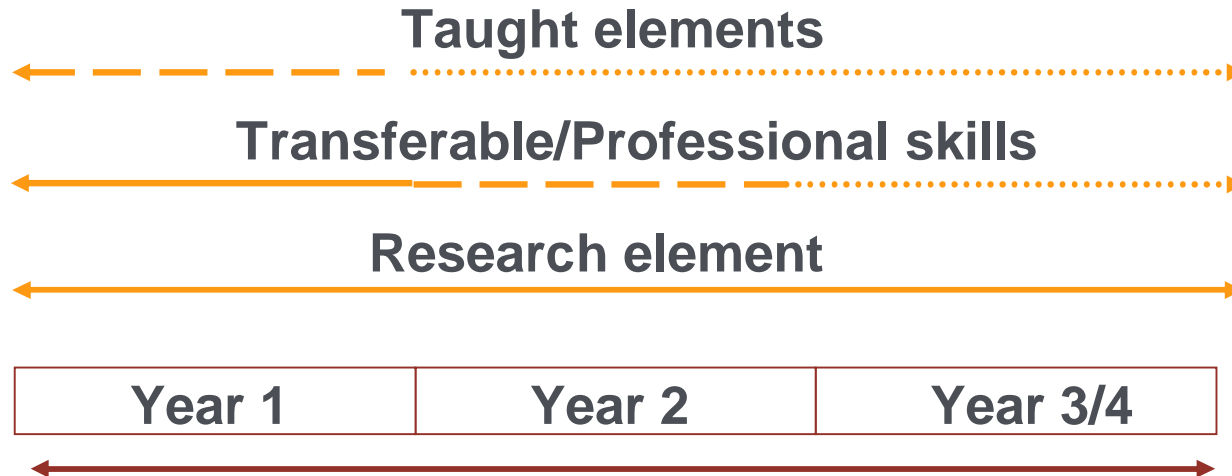 Taught elements
Transferable/Professional skills
Research element
Year 1 Year 2 Year 3/4